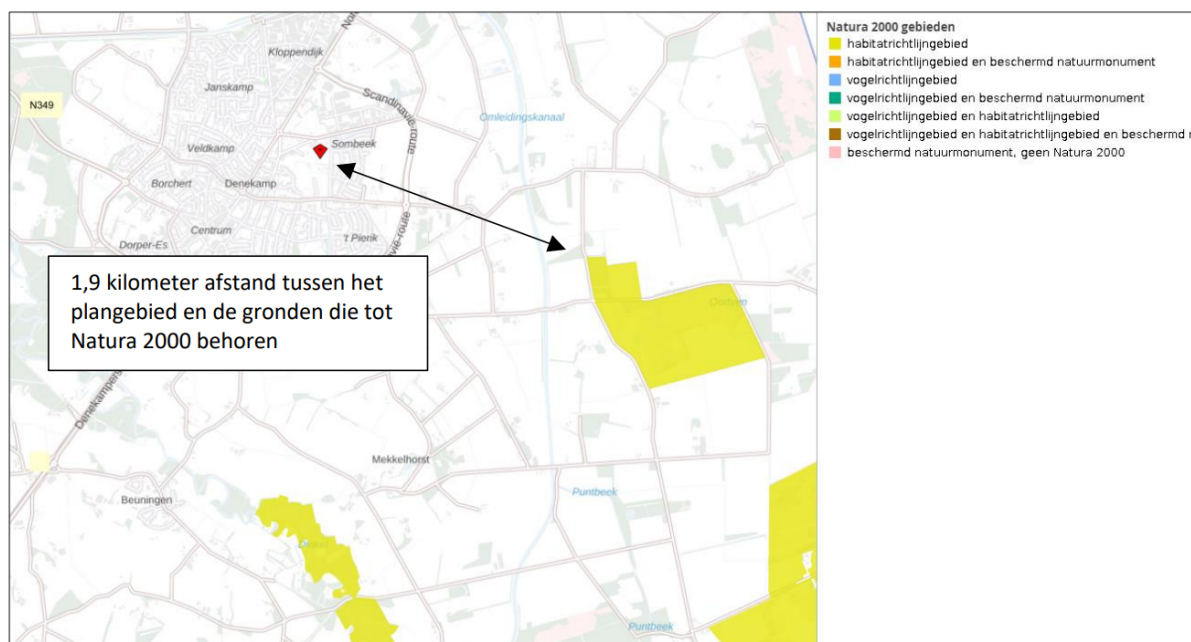 Natura 2000 gebieden
habitatrichtlijngebied
habitatrichtlijngebied en beschermd natuurmonument
vogelrichtlijngebied
vogelrichtlijngebied en beschermd natuurmonument
vogelrichtlijngebied en habitatrichtlijngebied
vogelrichtlijngebied en habitatrichtlijngebied en beschermd n
beschermd natuurmonument, geen Natura 2000
Kloppendijk
Janskamp
N349
Scandinavië-route
Omleidingskanaal
Veldkamp
Sombeek
Borchert
Denekamp
Centrum
't Pierik
Dorper-Es
1,9 kilometer afstand tussen het
plangebied en de gronden die tot
Natura 2000 behoren
Mekkelhorst
Beuningen
Puntbeek
Puntbeek